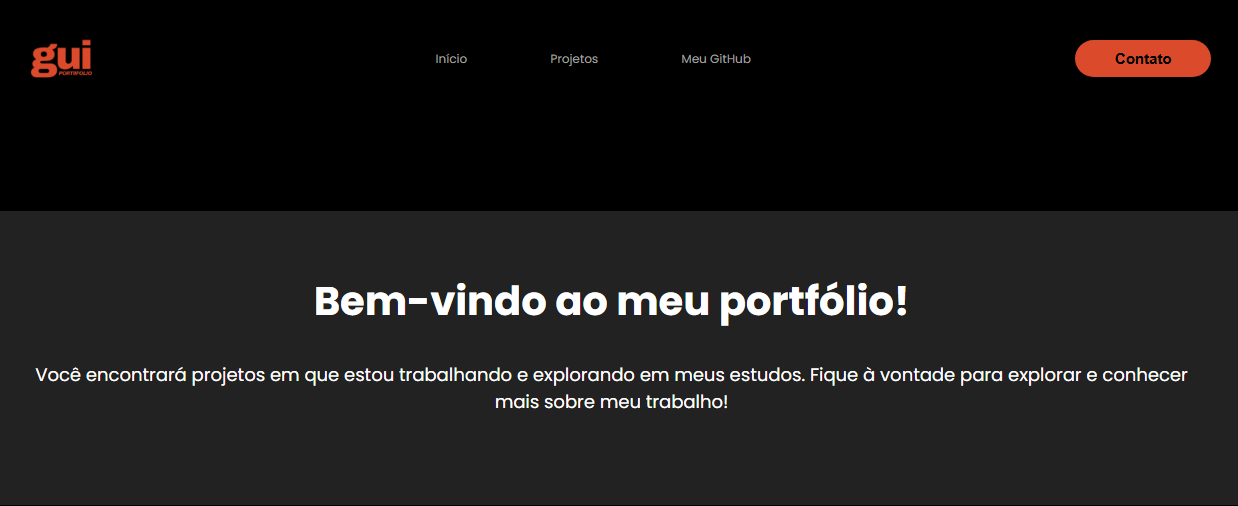 gui
PORTIFOLIO
Início
Projetos
Meu GitHub
Contato
Bem-vindo ao meu portfólio!
Você encontrará projetos em que estou trabalhando e explorando em meus estudos. Fique à vontade para explorar e conhecer
mais sobre meu trabalho!